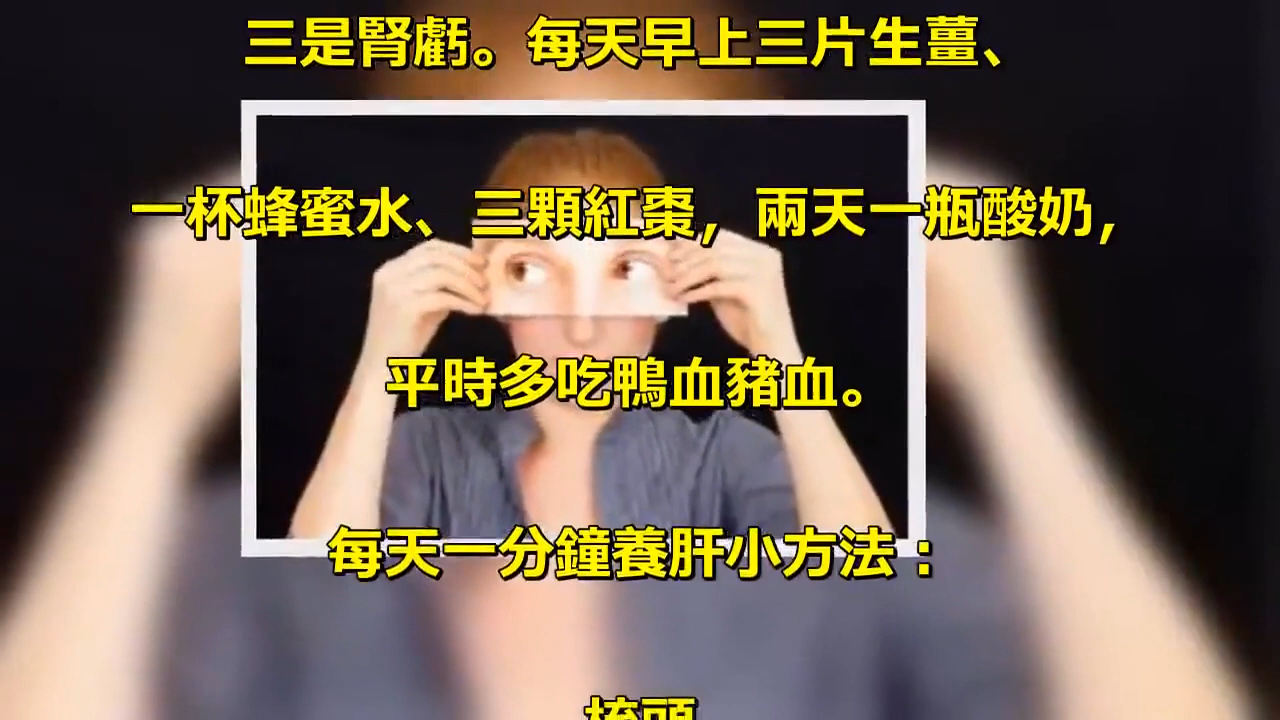 三是腎虧。每天早上三片生薑、
一杯蜂蜜水、三顆紅棗，兩天一瓶酸奶，
平時多吃鴨血豬血。
每天一分鐘養肝小方法：
梳頭